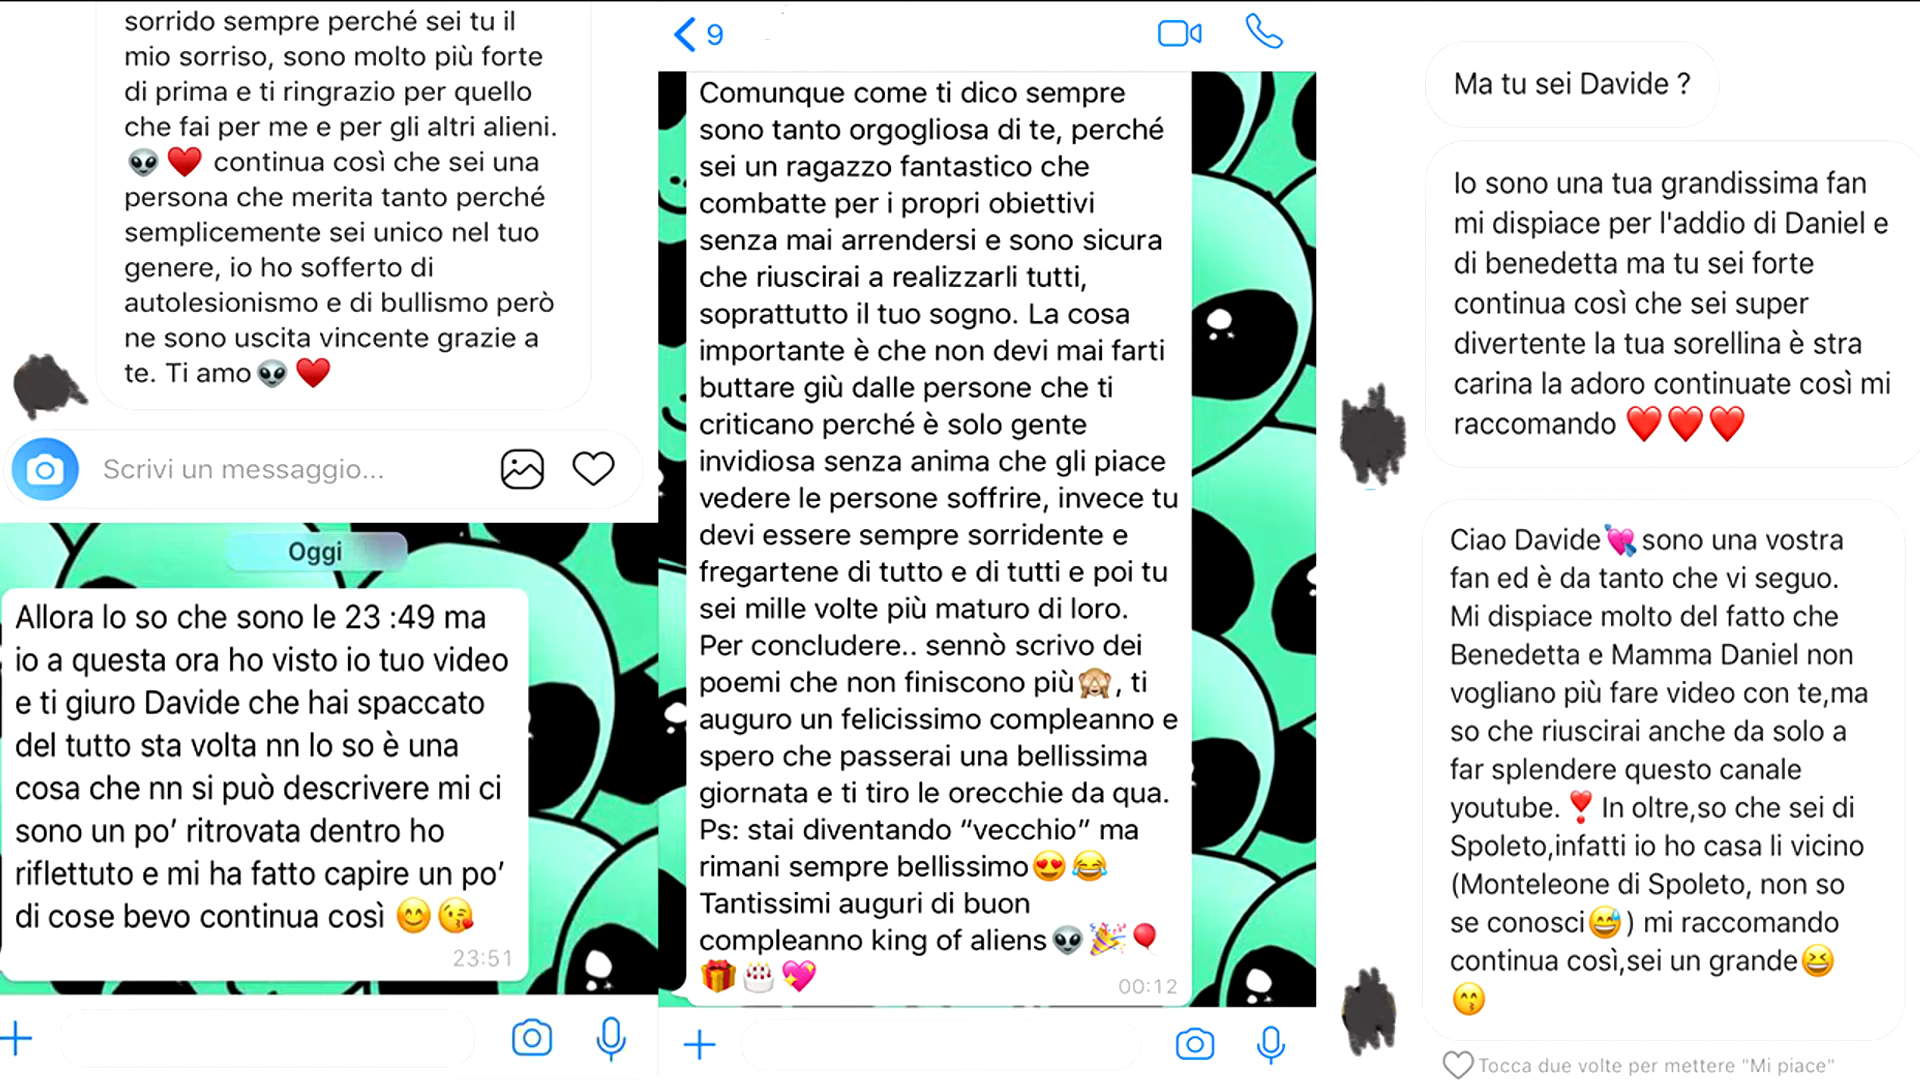 sorrido sempre perché sei tu il
mio sorriso, sono molto più forte
di prima e ti ringrazio per quello
che fai per me e per gli altri alieni.
👽❤️ continua così che sei una
persona che merita tanto perché
semplicemente sei unico nel tuo
genere, io ho sofferto di
autolesionismo e di bullismo però
ne sono uscita vincente grazie a
te. Ti amo👽❤️
Scrivi un messaggio...
Oggi
Allora lo so che sono le 23 :49 ma
io a questa ora ho visto io tuo video
e ti giuro Davide che hai spaccato
del tutto sta volta nn lo so è una
cosa che nn si può descrivere mi ci
sono un po’ ritrovata dentro ho
riflettuto e mi ha fatto capire un po’
di cose bevo continua così 😊😘
23:51
9
Comunque come ti dico sempre
sono tanto orgogliosa di te, perché
sei un ragazzo fantastico che
combatte per i propri obiettivi
senza mai arrendersi e sono sicura
che riuscirai a realizzarli tutti,
soprattutto il tuo sogno. La cosa
importante è che non devi mai farti
buttare giù dalle persone che ti
criticano perché è solo gente
invidiosa senza anima che gli piace
vedere le persone soffrire, invece tu
devi essere sempre sorridente e
fregartene di tutto e di tutti e poi tu
sei mille volte più maturo di loro.
Per concludere.. sennò scrivo dei
poemi che non finiscono più🙈, ti
auguro un felicissimo compleanno e
spero che passerai una bellissima
giornata e ti tiro le orecchie da qua.
Ps: stai diventando “vecchio” ma
rimani sempre bellissimo😍😂
Tantissimi auguri di buon
compleanno king of aliens👽🎉🎈
🎁🎂💖
00:12
Ma tu sei Davide ?
Io sono una tua grandissima fan
mi dispiace per l'addio di Daniel e
di benedetta ma tu sei forte
continua così che sei super
divertente la tua sorellina è stra
carina la adoro continuate così mi
raccomando ❤️❤️❤️
Ciao Davide💘sono una vostra
fan ed è da tanto che vi seguo.
Mi dispiace molto del fatto che
Benedetta e Mamma Daniel non
vogliano più fare video con te,ma
so che riuscirai anche da solo a
far splendere questo canale
youtube.❣️In oltre,so che sei di
Spoleto,infatti io ho casa li vicino
(Monteleone di Spoleto, non so
se conosci😅) mi raccomando
continua così,sei un grande😆
😙
Tocca due volte per mettere "Mi piace"